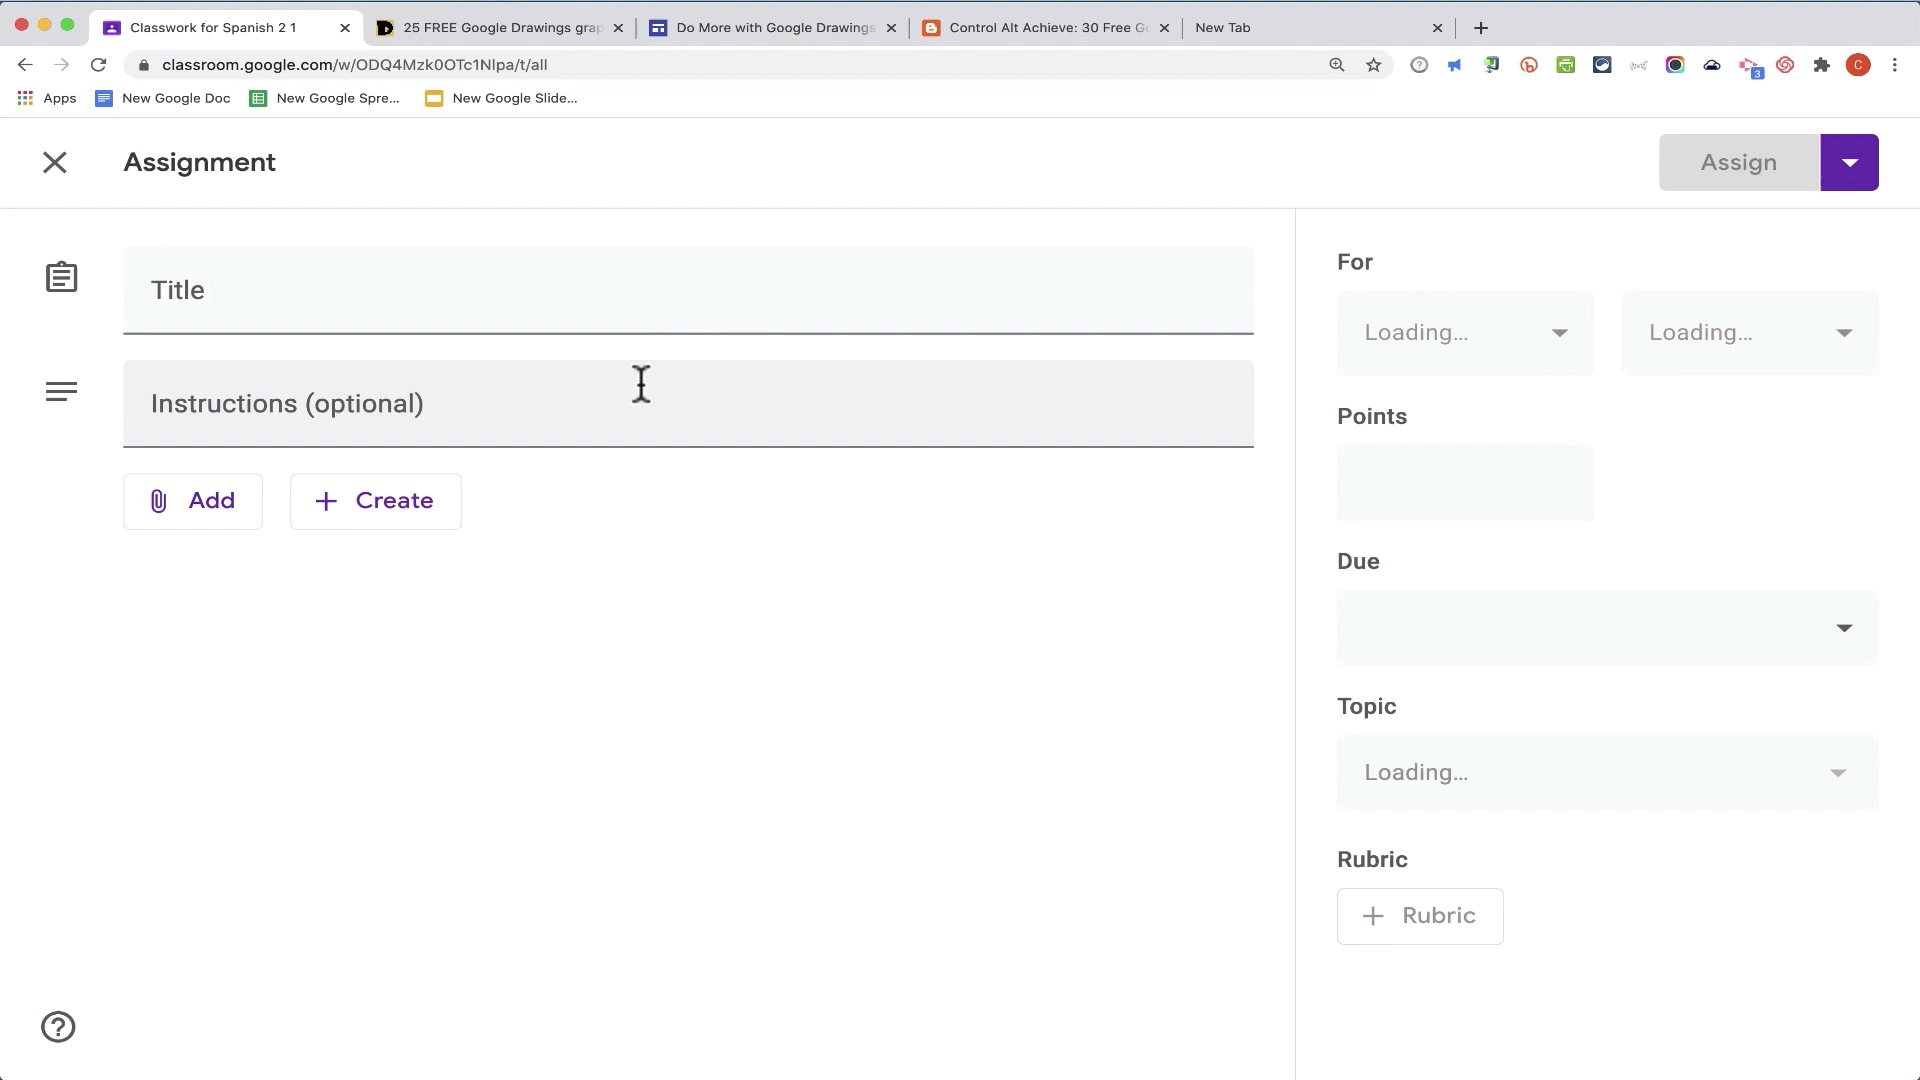 Classwork for Spanish 2 1
25 FREE Google Drawings grap
Do More with Google Drawings
Control Alt Achieve: 30 Free G
New Tab
classroom.google.com/w/ODQ4Mzk0OTc1Nlpa/t/all
3
C
Apps
New Google Doc
New Google Spre...
New Google Slide...
Assignment
Assign
Title
Instructions (optional)
Add
Create
For
Loading...
Loading...
Points
Due
Topic
Loading...
Rubric
Rubric